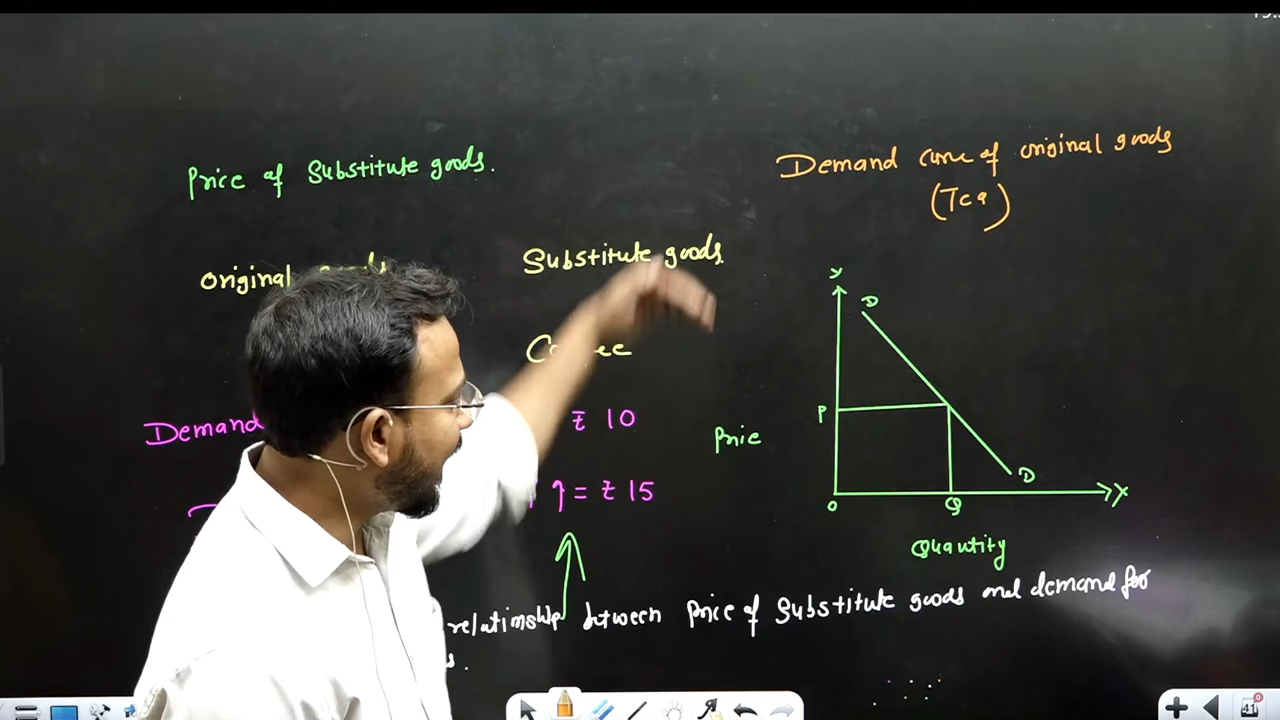 Price of Substitute goods.
Demand curve of original goods
(Tea)
Original
Substitute goods.
Demand
₹ 10
↑ = ₹ 15
Y
D
P
Price
D
O
Q
X
Quantity
relationship between Price of Substitute goods and demand for
41